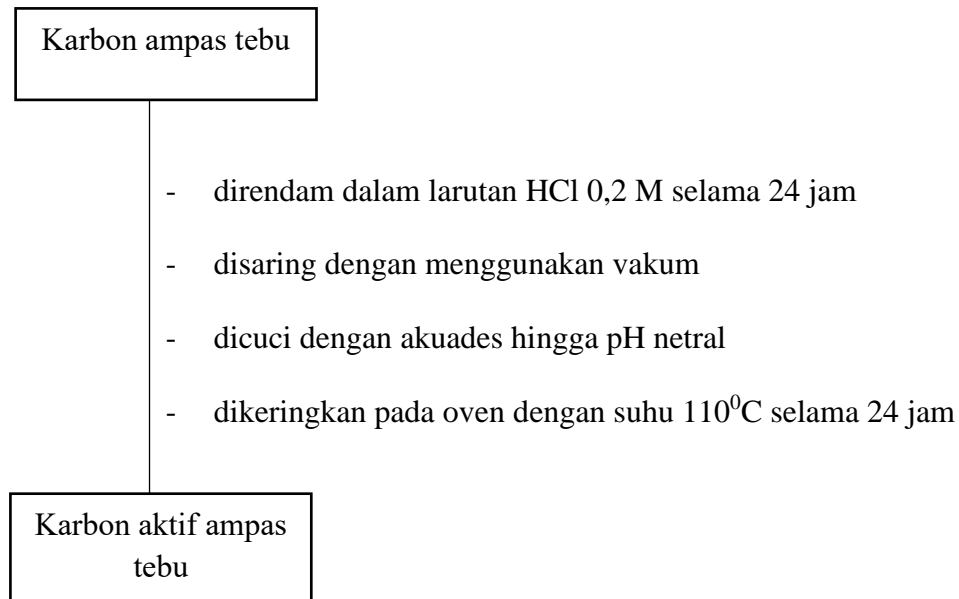 Karbon ampas tebu
- direndam dalam larutan HCl 0,2 M selama 24 jam
- disaring dengan menggunakan vakum
- dicuci dengan akuades hingga pH netral
- dikeringkan pada oven dengan suhu 110⁰C selama 24 jam
Karbon aktif ampas
tebu